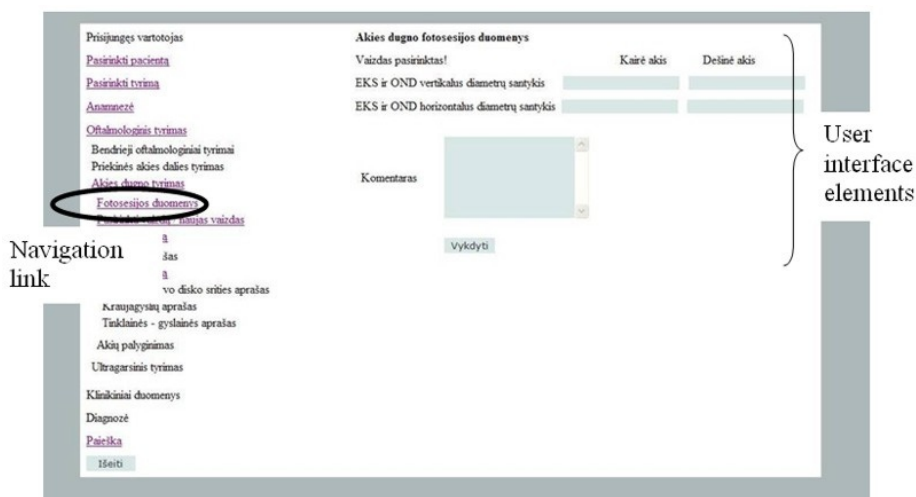 Prisijungęs vartotojas
Pasirinkti pacientą
Pasirinkti tyrimą
Anamnezė
Oftalmologinis tyrimas
Bendrieji oftalmologiniai tyrimai
Priekinės akies dalies tyrimas
Akies dugno tyrimas
Fotosesijos duomenys
naujas vaizdas
a
šas
a
vo disko srities aprašas
Kraujagyslių aprašas
Tinklainės - gyslainės aprašas
Akių palyginimas
Ultragarsinis tyrimas
Klinikiniai duomenys
Diagnozė
Paieška
Išeiti
Navigation
link
Akies dugno fotosesijos duomenys
Vaizdas pasirinktas! Kairė akis Dešinė akis
EKS ir OND vertikalus diametrų santykis
EKS ir OND horizontalus diametrų santykis
Komentaras
Vykdyti
User
interface
elements